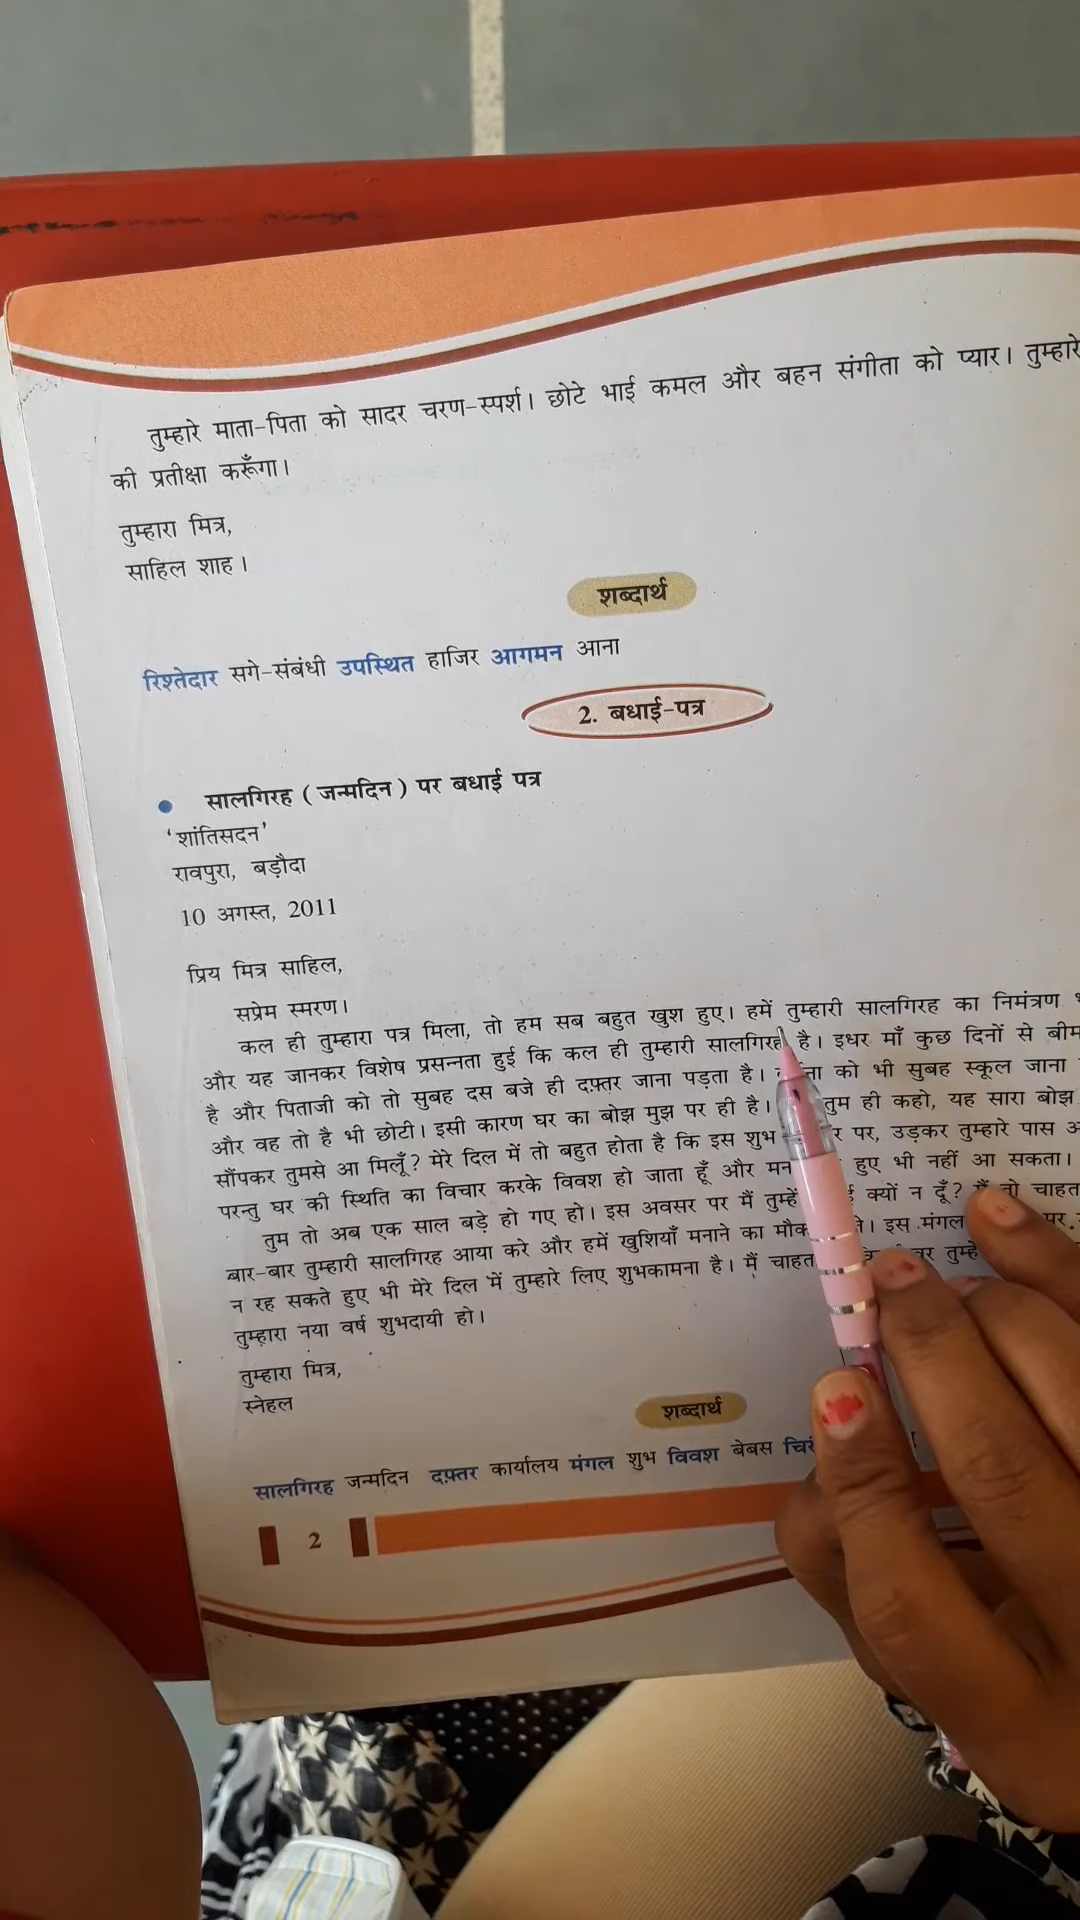 तुम्हारे माता-पिता को सादर चरण-स्पर्श। छोटे भाई कमल और बहन संगीता को प्यार। तुम्हारे
की प्रतीक्षा करूँगा।
तुम्हारा मित्र,
साहिल शाह।
शब्दार्थ
रिश्तेदार सगे-संबंधी उपस्थित हाजिर आगमन आना
2. बधाई-पत्र
• सालगिरह ( जन्मदिन ) पर बधाई पत्र
‘शांतिसदन’
रावपुरा, बड़ौदा
10 अगस्त, 2011
प्रिय मित्र साहिल,
सप्रेम स्मरण।
कल ही तुम्हारा पत्र मिला, तो हम सब बहुत खुश हुए। हमें तुम्हारी सालगिरह का निमंत्रण
और यह जानकर विशेष प्रसन्नता हुई कि कल ही तुम्हारी सालगिरह है। इधर माँ कुछ दिनों से
है और पिताजी को तो सुबह दस बजे ही दफ़्तर जाना पड़ता है। को भी सुबह स्कूल जाना
और वह तो है भी छोटी। इसी कारण घर का बोझ मुझ पर ही है। तुम ही कहो, यह सारा बोझ
सौंपकर तुमसे आ मिलूँ? मेरे दिल में तो बहुत होता है कि इस शुभ पर, उड़कर तुम्हारे पास
परन्तु घर की स्थिति का विचार करके विवश हो जाता हूँ और हुए भी नहीं आ सकता।
तुम तो अब एक साल बड़े हो गए हो। इस अवसर पर मैं तुम्हें क्यों न दूँ? तो
बार-बार तुम्हारी सालगिरह आया करे और हमें खुशियाँ मनाने का इस मंगल पर
न रह सकते हुए भी मेरे दिल में तुम्हारे लिए शुभकामना है। मैं
तुम्हारा नया वर्ष शुभदायी हो।
तुम्हारा मित्र,
स्नेहल
शब्दार्थ
सालगिरह जन्मदिन दफ़्तर कार्यालय मंगल शुभ विवश बेबस
2